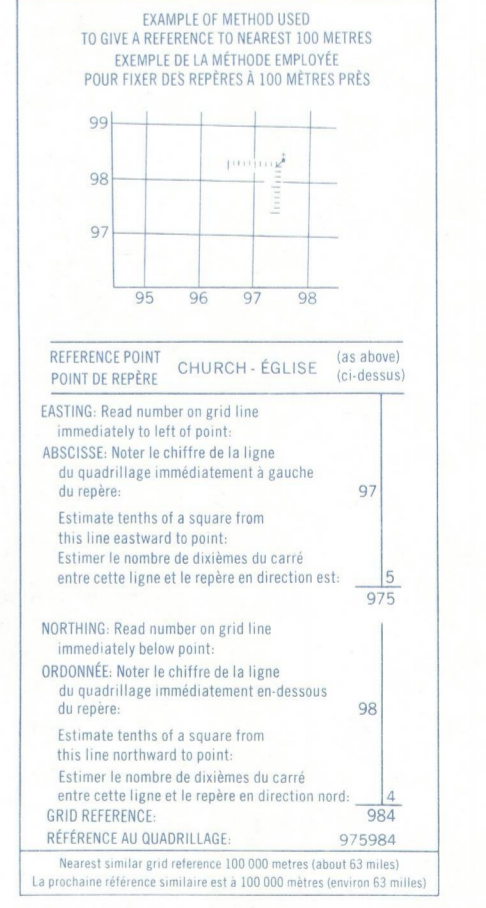 EXAMPLE OF METHOD USED
TO GIVE A REFERENCE TO NEAREST 100 METRES
EXEMPLE DE LA MÉTHODE EMPLOYÉE
POUR FIXER DES REPÈRES À 100 MÈTRES PRÈS
99
98
97
95 96 97 98
REFERENCE POINT
POINT DE REPÈRE
CHURCH - ÉGLISE
(as above)
(ci-dessus)
EASTING: Read number on grid line
immediately to left of point:
ABSCISSE: Noter le chiffre de la ligne
du quadrillage immédiatement à gauche
du repère: 97
Estimate tenths of a square from
this line eastward to point:
Estimer le nombre de dixièmes du carré
entre cette ligne et le repère en direction est: 5
975
NORTHING: Read number on grid line
immediately below point:
ORDONNÉE: Noter le chiffre de la ligne
du quadrillage immédiatement en-dessous
du repère: 98
Estimate tenths of a square from
this line northward to point:
Estimer le nombre de dixièmes du carré
entre cette ligne et le repère en direction nord: 4
GRID REFERENCE: 984
RÉFÉRENCE AU QUADRILLAGE: 975984
Nearest similar grid reference 100 000 metres (about 63 miles)
La prochaine référence similaire est à 100 000 mètres (environ 63 milles)